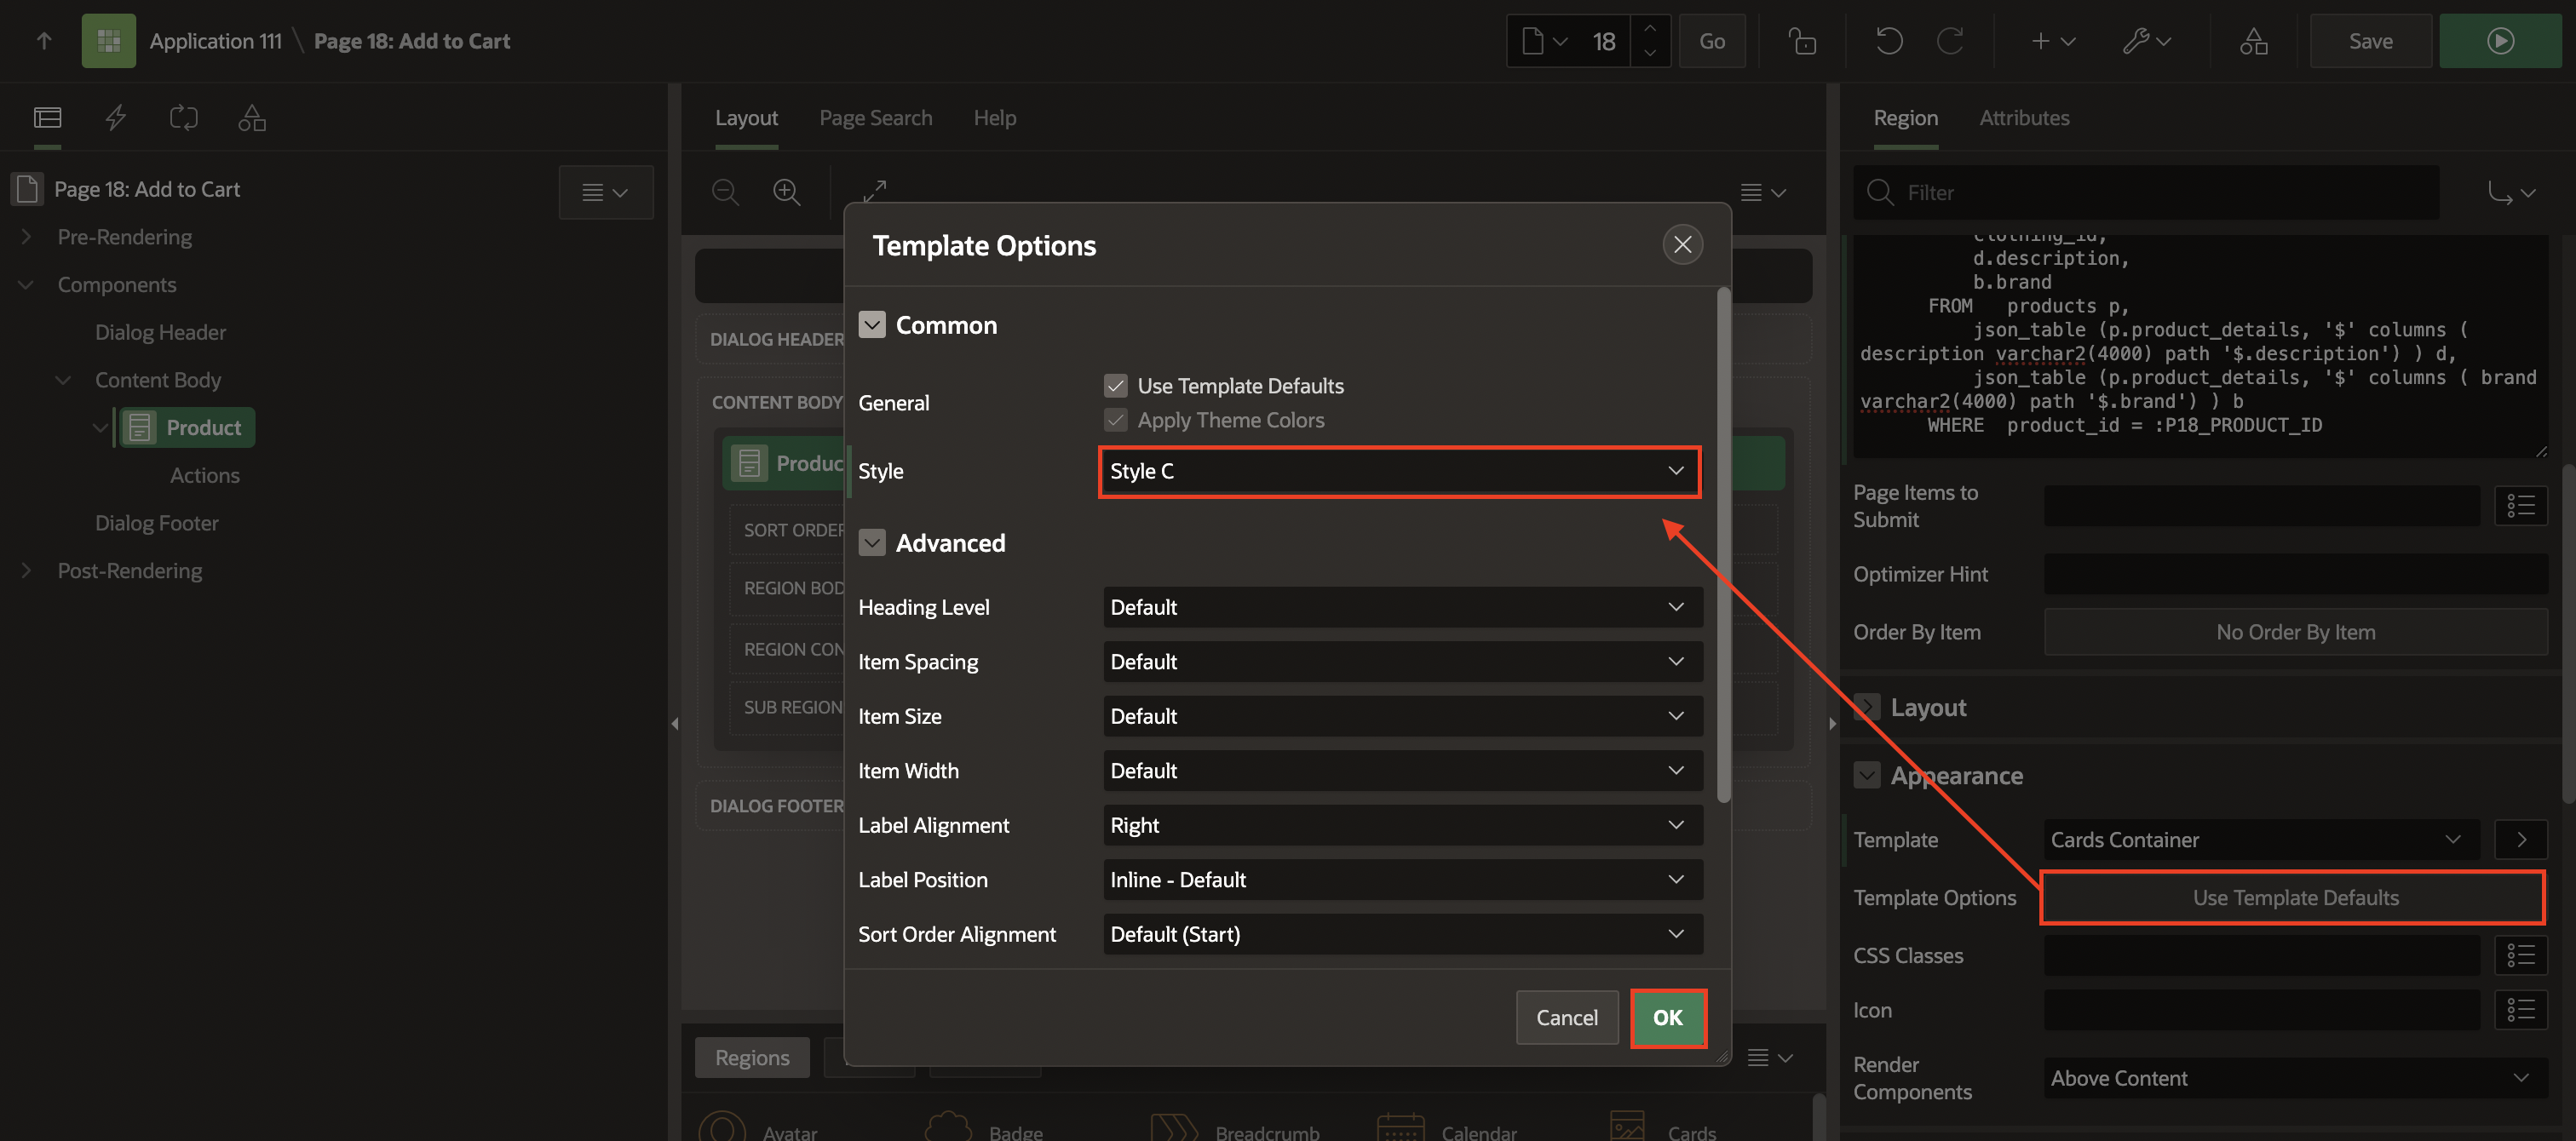 Application 111 \ Page 18: Add to Cart
18
Go
Save
Page 18: Add to Cart
Pre-Rendering
Components
Dialog Header
Content Body
Product
Actions
Dialog Footer
Post-Rendering
Layout Page Search Help
DIALOG HEADER
CONTENT BODY
Produc
SORT ORDER
REGION BOD
REGION CON
SUB REGION
DIALOG FOOTER
Regions
Avatar
Badge
Breadcrumb
Calendar
Cards
Template Options
Common
General
Use Template Defaults
Apply Theme Colors
Style
Style C
Advanced
Heading Level Default
Item Spacing Default
Item Size Default
Item Width Default
Label Alignment Right
Label Position Inline - Default
Sort Order Alignment Default (Start)
Cancel
OK
Region Attributes
Filter
clothing_id,
d.description,
b.brand
FROM products p,
json_table (p.product_details, '$' columns (
description varchar2(4000) path '$.description') ) d,
json_table (p.product_details, '$' columns ( brand
varchar2(4000) path '$.brand') ) b
WHERE product_id = :P18_PRODUCT_ID
Page Items to
Submit
Optimizer Hint
Order By Item No Order By Item
Layout
Appearance
Template Cards Container
Template Options Use Template Defaults
CSS Classes
Icon
Render
Components
Above Content